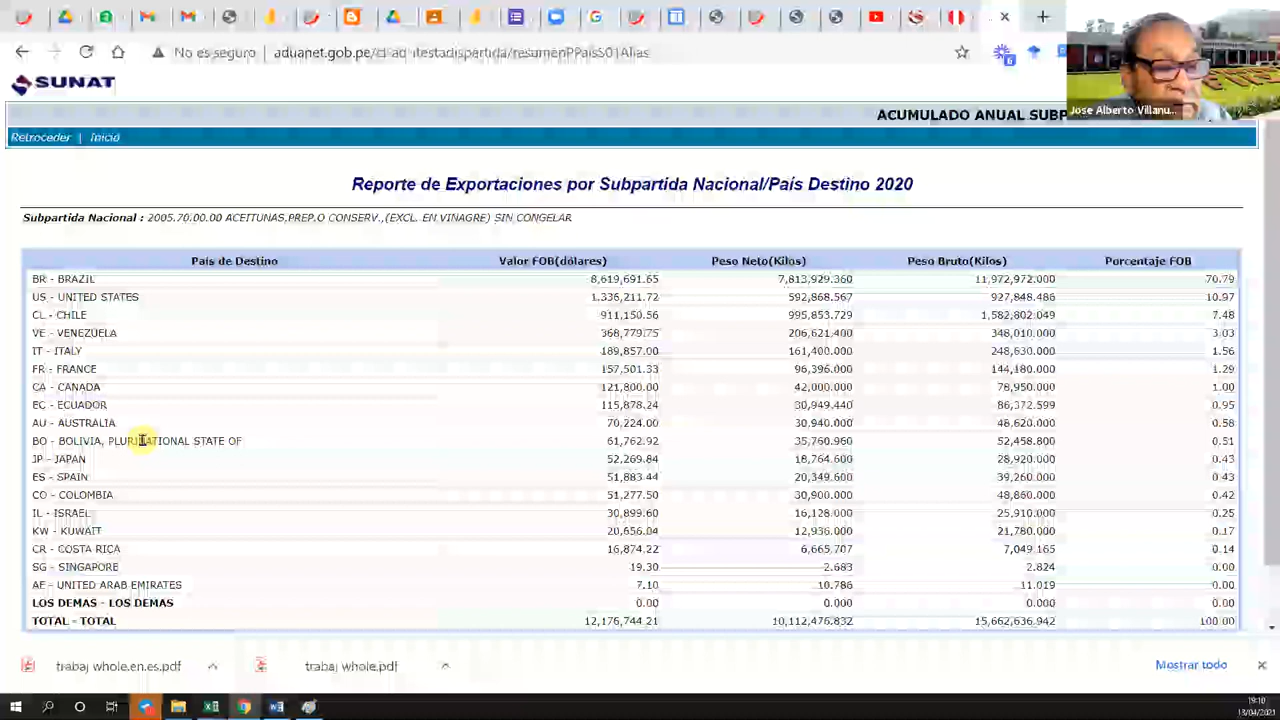 No es seguro | aduanet.gob.pe/cl-ad-itestadispartida/resumenPPaisS01Alias
6
SUNAT
Jose Alberto Villanu...
ACUMULADO ANUAL
Retroceder | Inicio
Reporte de Exportaciones por Subpartida Nacional/País Destino 2020
Subpartida Nacional : 2005.70.00.00 ACEITUNAS,PREP.O CONSERV.,(EXCL. EN VINAGRE) SIN CONGELAR
País de Destino Valor FOB(dólares) Peso Neto(Kilos) Peso Bruto(Kilos) Porcentaje FOB
BR - BRAZIL 8,619,691.65 7,813,929.360 11,972,972.000 70.79
US - UNITED STATES 1,336,211.72 592,868.567 927,848.486 10.97
CL - CHILE 911,150.56 995,853.729 1,582,802.049 7.48
VE - VENEZUELA 368,779.75 206,621.400 348,010.000 3.03
IT - ITALY 189,857.00 161,400.000 248,630.000 1.56
FR - FRANCE 157,501.33 96,396.000 144,180.000 1.29
CA - CANADA 121,800.00 42,000.000 78,950.000 1.00
EC - ECUADOR 115,878.24 30,949.440 86,372.599 0.95
AU - AUSTRALIA 70,224.00 30,940.000 48,620.000 0.58
BO - BOLIVIA, PLURINATIONAL STATE OF 61,762.92 35,760.960 52,458.800 0.51
JP - JAPAN 52,269.84 18,764.600 28,920.000 0.43
ES - SPAIN 51,883.44 20,349.600 39,260.000 0.43
CO - COLOMBIA 51,277.50 30,900.000 48,860.000 0.42
IL - ISRAEL 30,899.60 16,128.000 25,910.000 0.25
KW - KUWAIT 20,656.04 12,936.000 21,780.000 0.17
CR - COSTA RICA 16,874.22 6,665.707 7,049.165 0.14
SG - SINGAPORE 19.30 2.683 2.824 0.00
AE - UNITED ARAB EMIRATES 7.10 10.786 11.019 0.00
LOS DEMAS - LOS DEMAS 0.00 0.000 0.000 0.00
TOTAL - TOTAL 12,176,744.21 10,112,476.832 15,662,636.942 100.00
trabaj whole.en.es.pdf trabaj whole.pdf Mostrar todo
19:10
13/04/2021